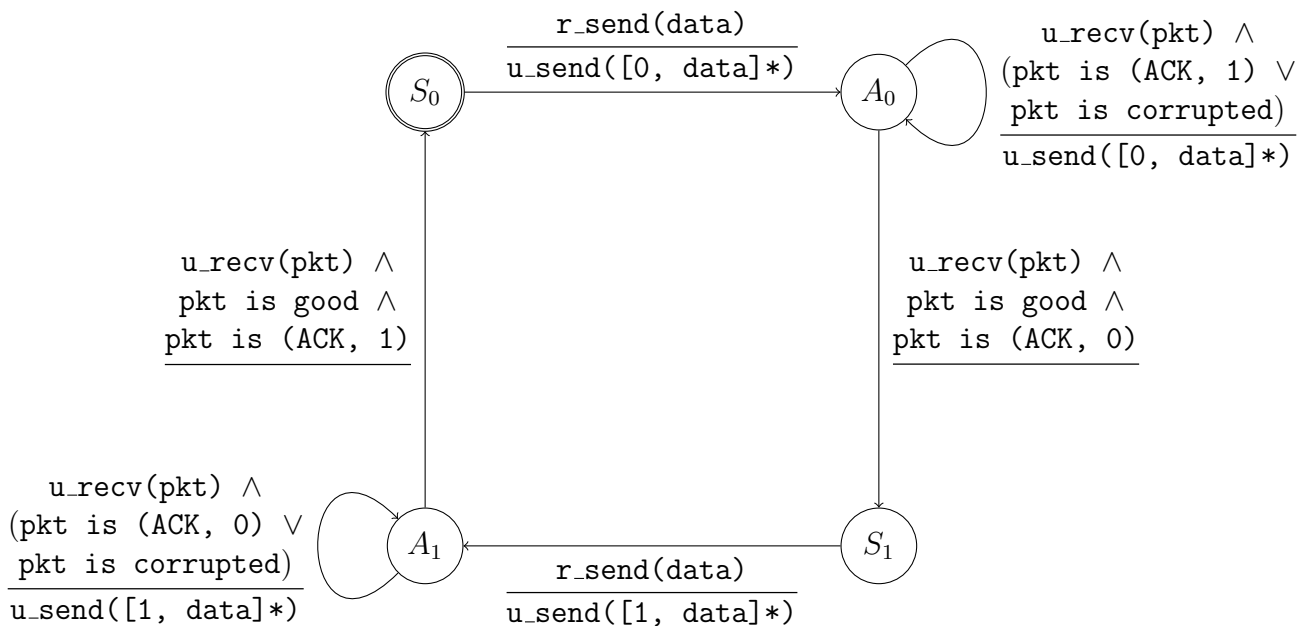 r_send(data)
u_send([0, data]*)
S₀
A₀
u_recv(pkt) ∧
(pkt is (ACK, 1) ∨
pkt is corrupted)
u_send([0, data]*)
u_recv(pkt) ∧
pkt is good ∧
pkt is (ACK, 1)
u_recv(pkt) ∧
pkt is good ∧
pkt is (ACK, 0)
u_recv(pkt) ∧
(pkt is (ACK, 0) ∨
pkt is corrupted)
u_send([1, data]*)
A₁
S₁
r_send(data)
u_send([1, data]*)